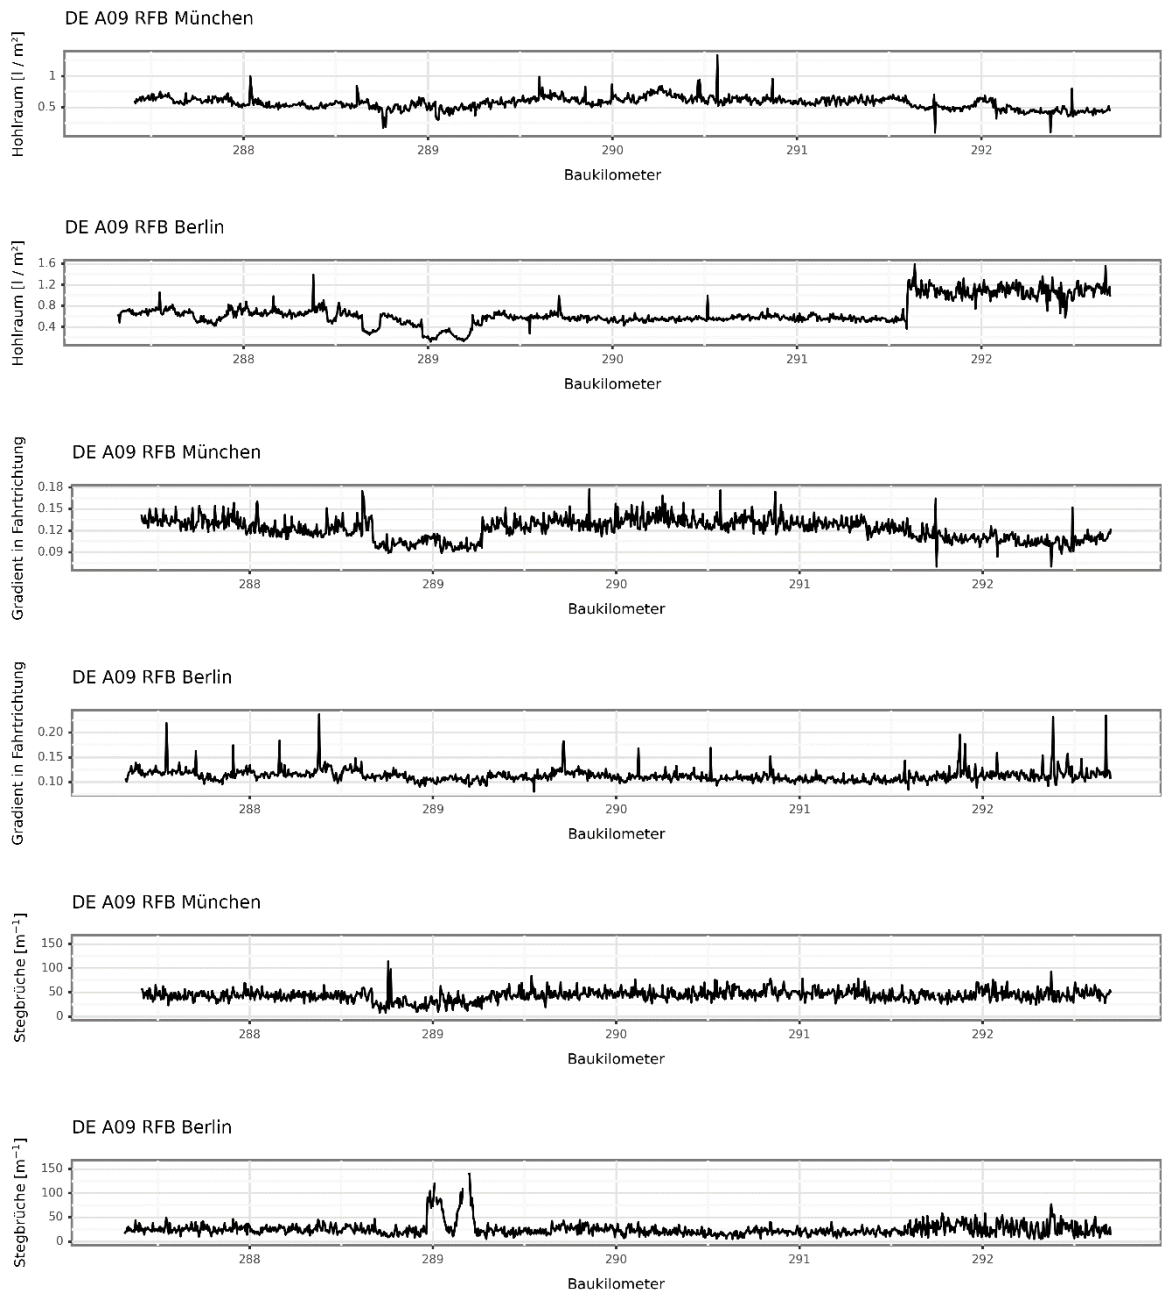 DE A09 RFB München
Hohlraum [l / m²]
1
0.5
288 289 290 291 292
Baukilometer
DE A09 RFB Berlin
Hohlraum [l / m²]
1.6
1.2
0.8
0.4
288 289 290 291 292
Baukilometer
DE A09 RFB München
Gradient in Fahrtrichtung
0.18
0.15
0.12
0.09
288 289 290 291 292
Baukilometer
DE A09 RFB Berlin
Gradient in Fahrtrichtung
0.20
0.15
0.10
288 289 290 291 292
Baukilometer
DE A09 RFB München
Stegbrüche [m⁻¹]
150
100
50
0
288 289 290 291 292
Baukilometer
DE A09 RFB Berlin
Stegbrüche [m⁻¹]
150
100
50
0
288 289 290 291 292
Baukilometer